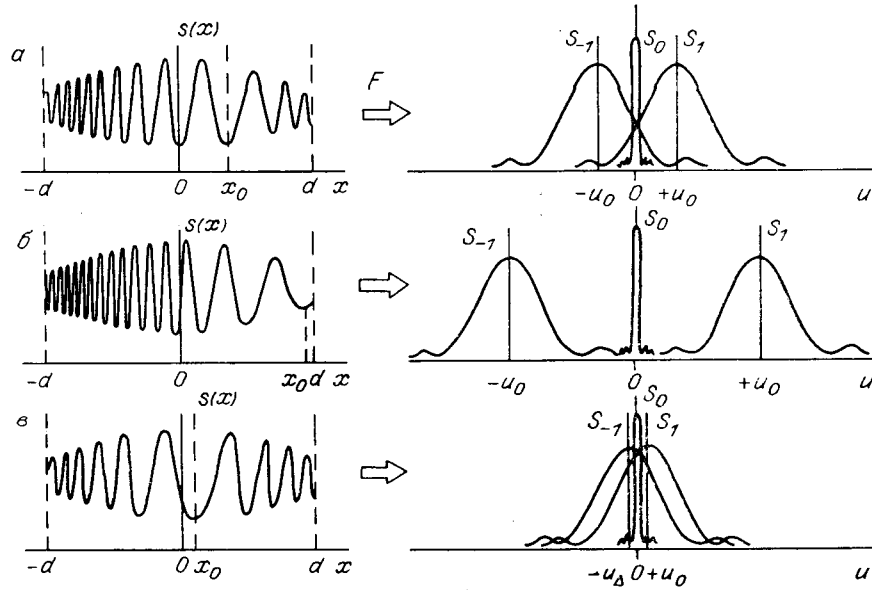 а s(x) F S₋₁ S₀ S₁
-d 0 x₀ d x -u₀ 0 +u₀ u
б s(x) S₋₁ S₀ S₁
-d 0 x₀ d x -u₀ 0 +u₀ u
в s(x) S₋₁ S₀ S₁
-d 0 x₀ d x -u_Δ 0 +u₀ u